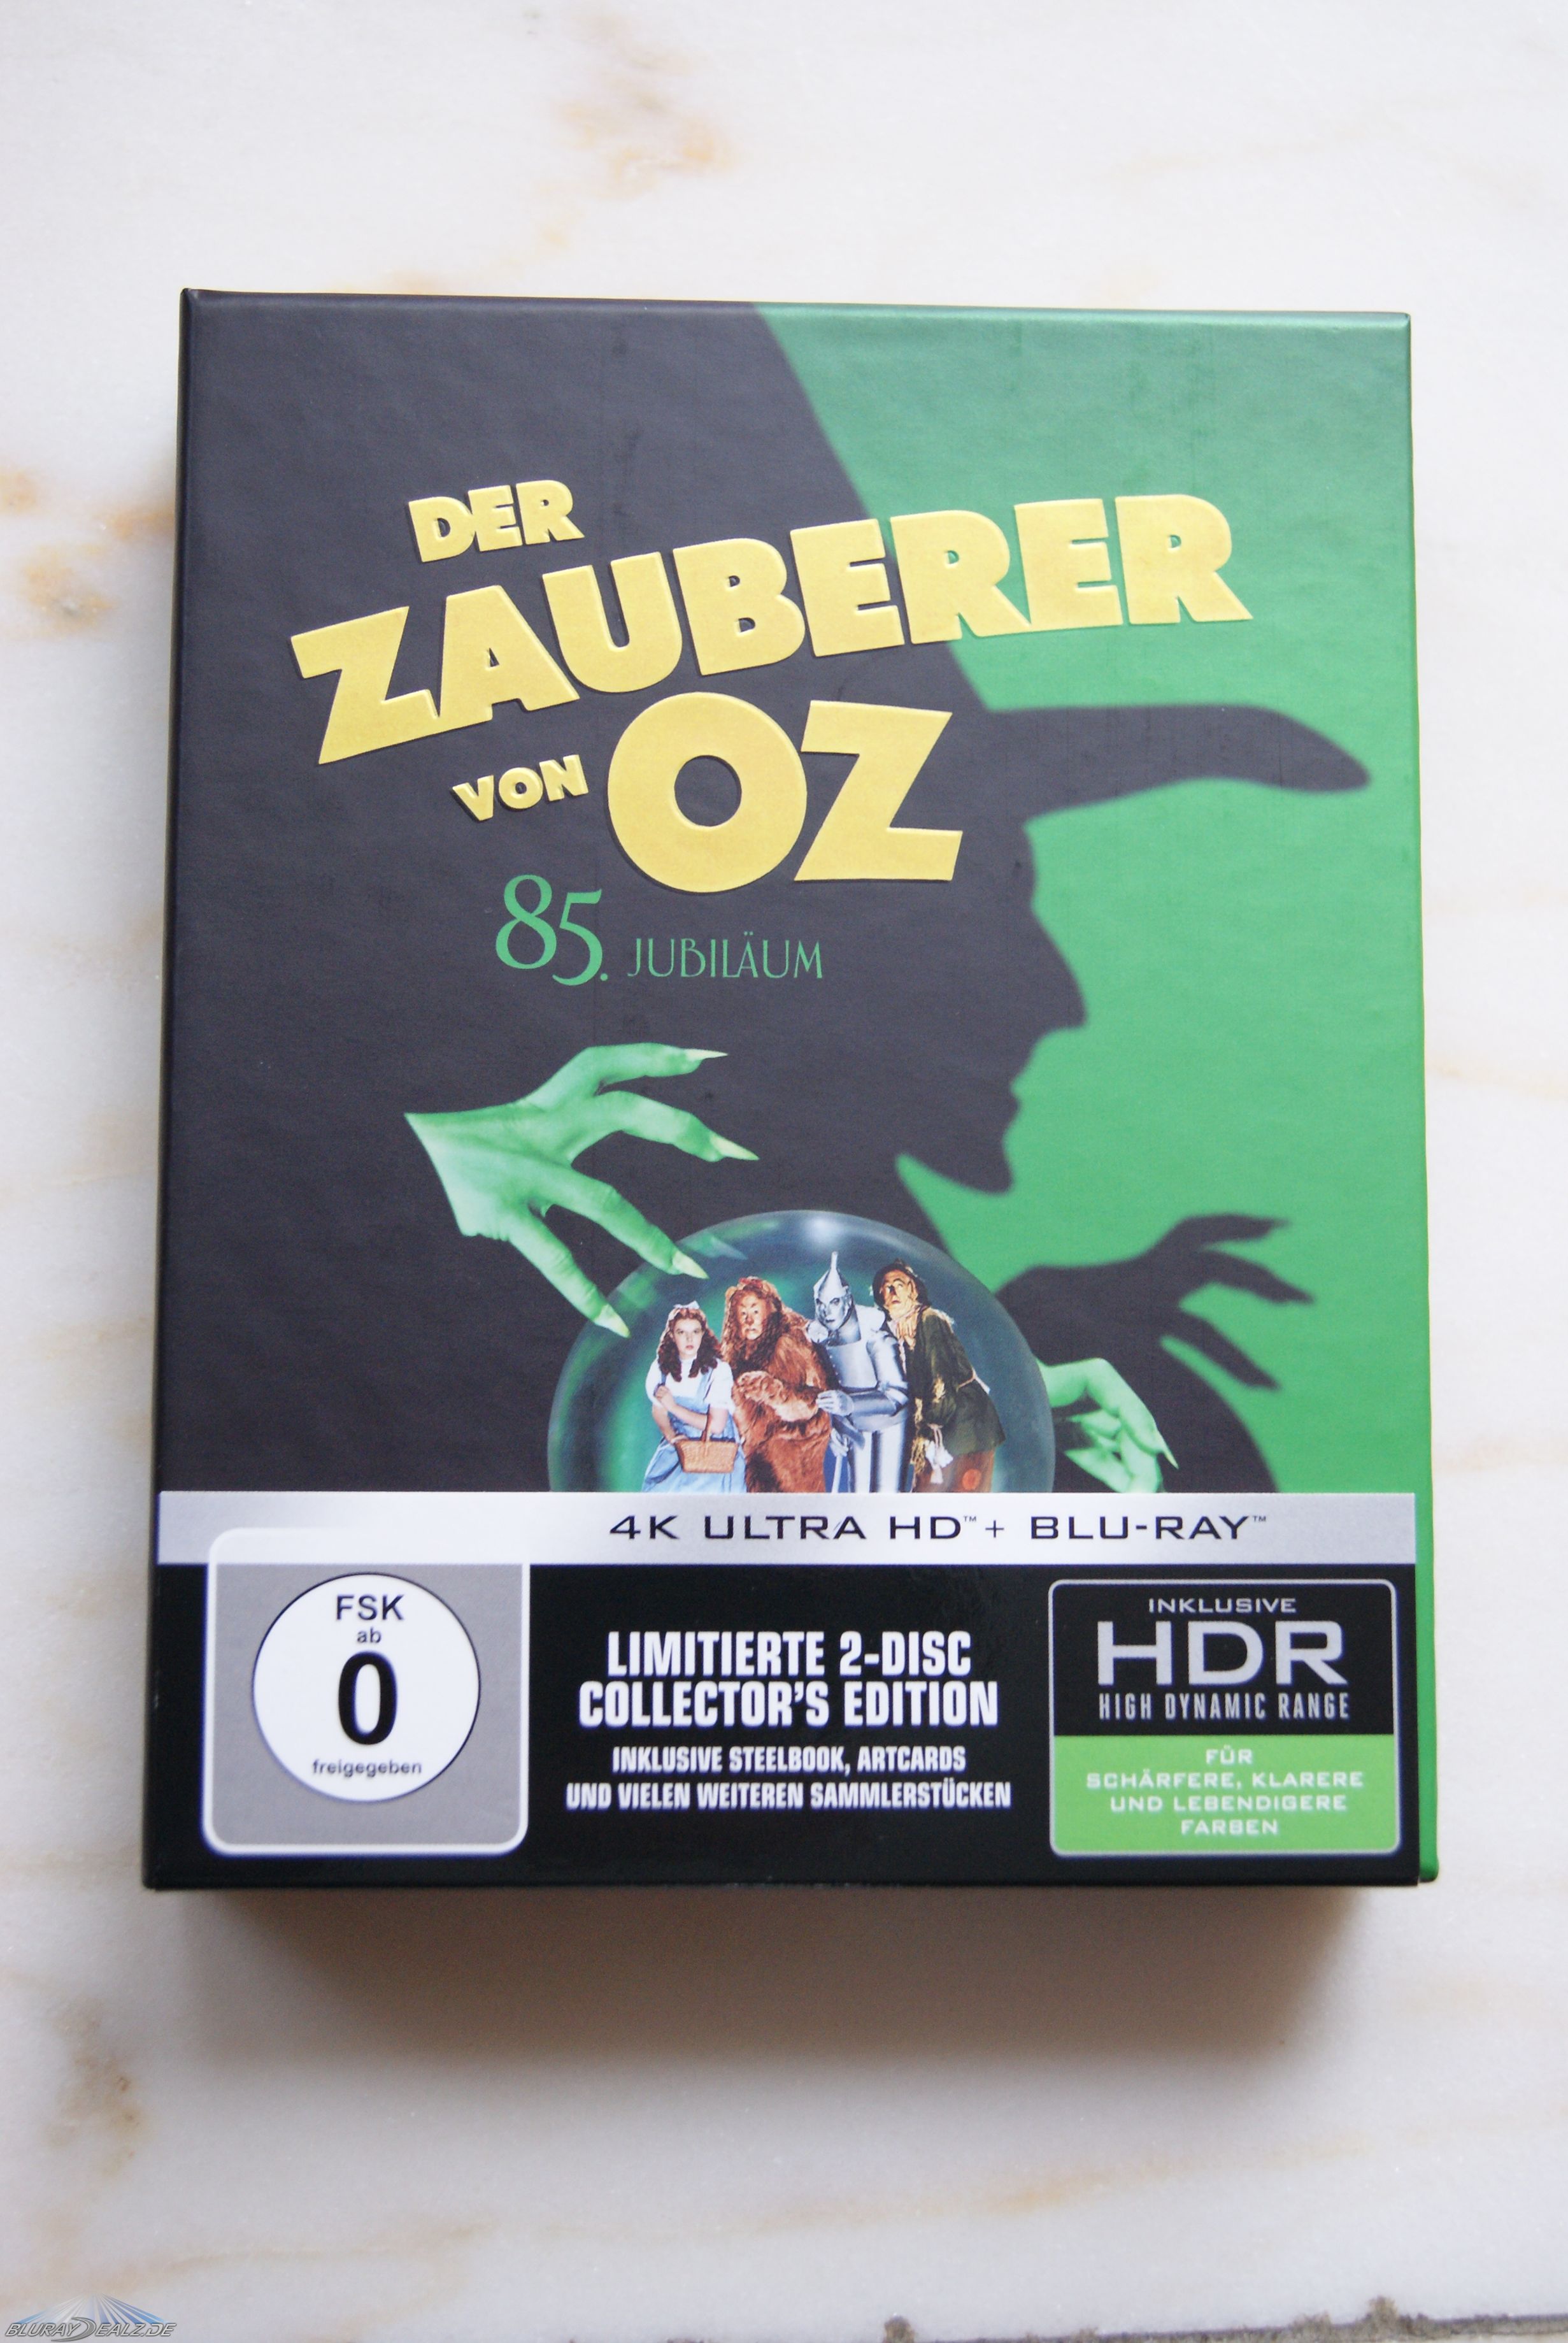 DER
ZAUBERER
VON OZ
85. JUBILÄUM
4K ULTRA HD™ + BLU-RAY™
FSK
ab
0
freigegeben
LIMITIERTE 2-DISC
COLLECTOR'S EDITION
INKLUSIVE STEELBOOK, ARTCARDS
UND VIELEN WEITEREN SAMMLERSTÜCKEN
INKLUSIVE
HDR
HIGH DYNAMIC RANGE
FÜR
SCHÄRFERE, KLARERE
UND LEBENDIGERE
FARBEN
BLURAYDEALZ.DE